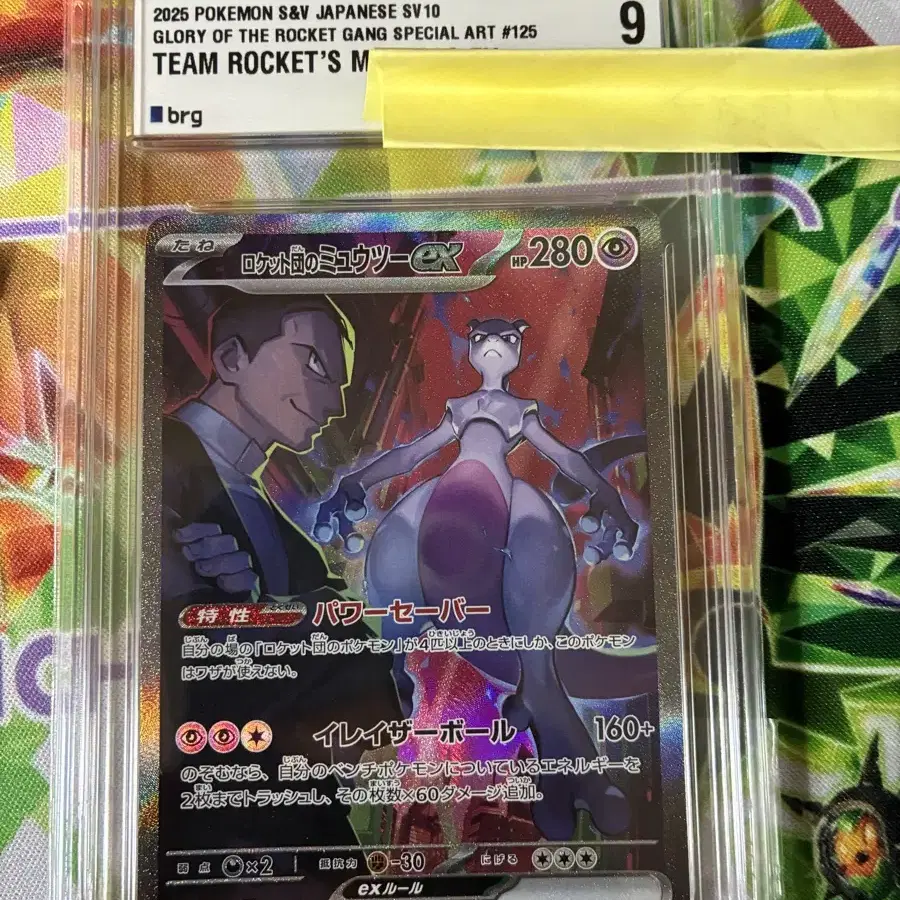 2025 POKEMON S&V JAPANESE SV10
GLORY OF THE ROCKET GANG SPECIAL ART #125
TEAM ROCKET'S
9
brg
たね
ロケット団のミュウツーex
HP280
特性 パワーセーバー
自分の場の「ロケット団のポケモン」が4匹以上のときにしか、このポケモン
はワザが使えない。
イレイザーボール 160+
のぞむなら、自分のベンチポケモンについているエネルギーを
2枚までトラッシュし、その枚数×60ダメージ追加。
弱点 ×2 抵抗力 -30 にげる
exルール